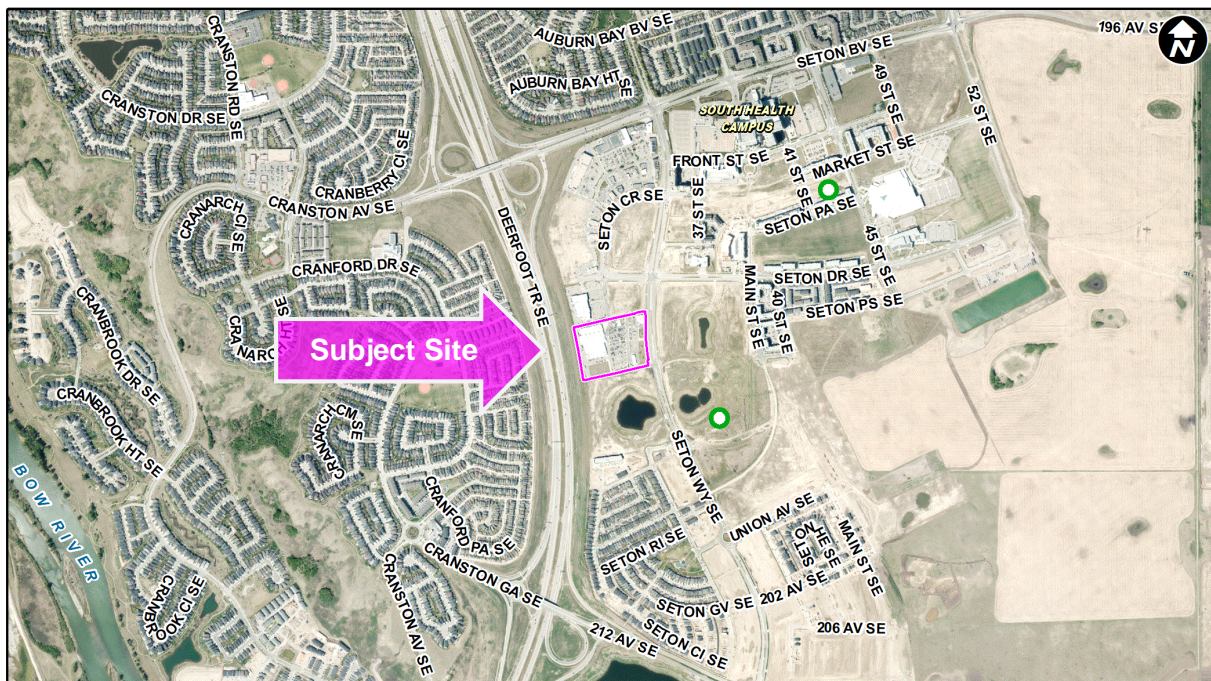 AUBURN BAY BV SE
196 AV SE
N
SETON BV SE
AUBURN BAY HT SE
49 ST SE
52 ST SE
CRANSTON RD SE
CRANSTON DR SE
SOUTH HEALTH
CAMPUS
MARKET ST SE
FRONT ST SE
41 ST SE
CRANBERRY CI SE
CRANSTON AV SE
SETON PA SE
SETON CR SE
37 ST SE
CRANARCH CI SE
DEERFOOT TR SE
45 ST SE
CRANFORD DR SE
SETON DR SE
MAIN ST SE
40 ST SE
SETON PS SE
CRANARCH HT SE
CRANBROOK DR SE
Subject Site
CRANBROOK HT SE
CRANARCH CM SE
SETON WY SE
BOW RIVER
CRANFORD PA SE
UNION AV SE
SETON HE SE
MAIN ST SE
SETON RI SE
CRANSTON GA SE
CRANSTON AV SE
CRANBROOK CI SE
SETON GV SE
202 AV SE
206 AV SE
212 AV SE
SETON CI SE